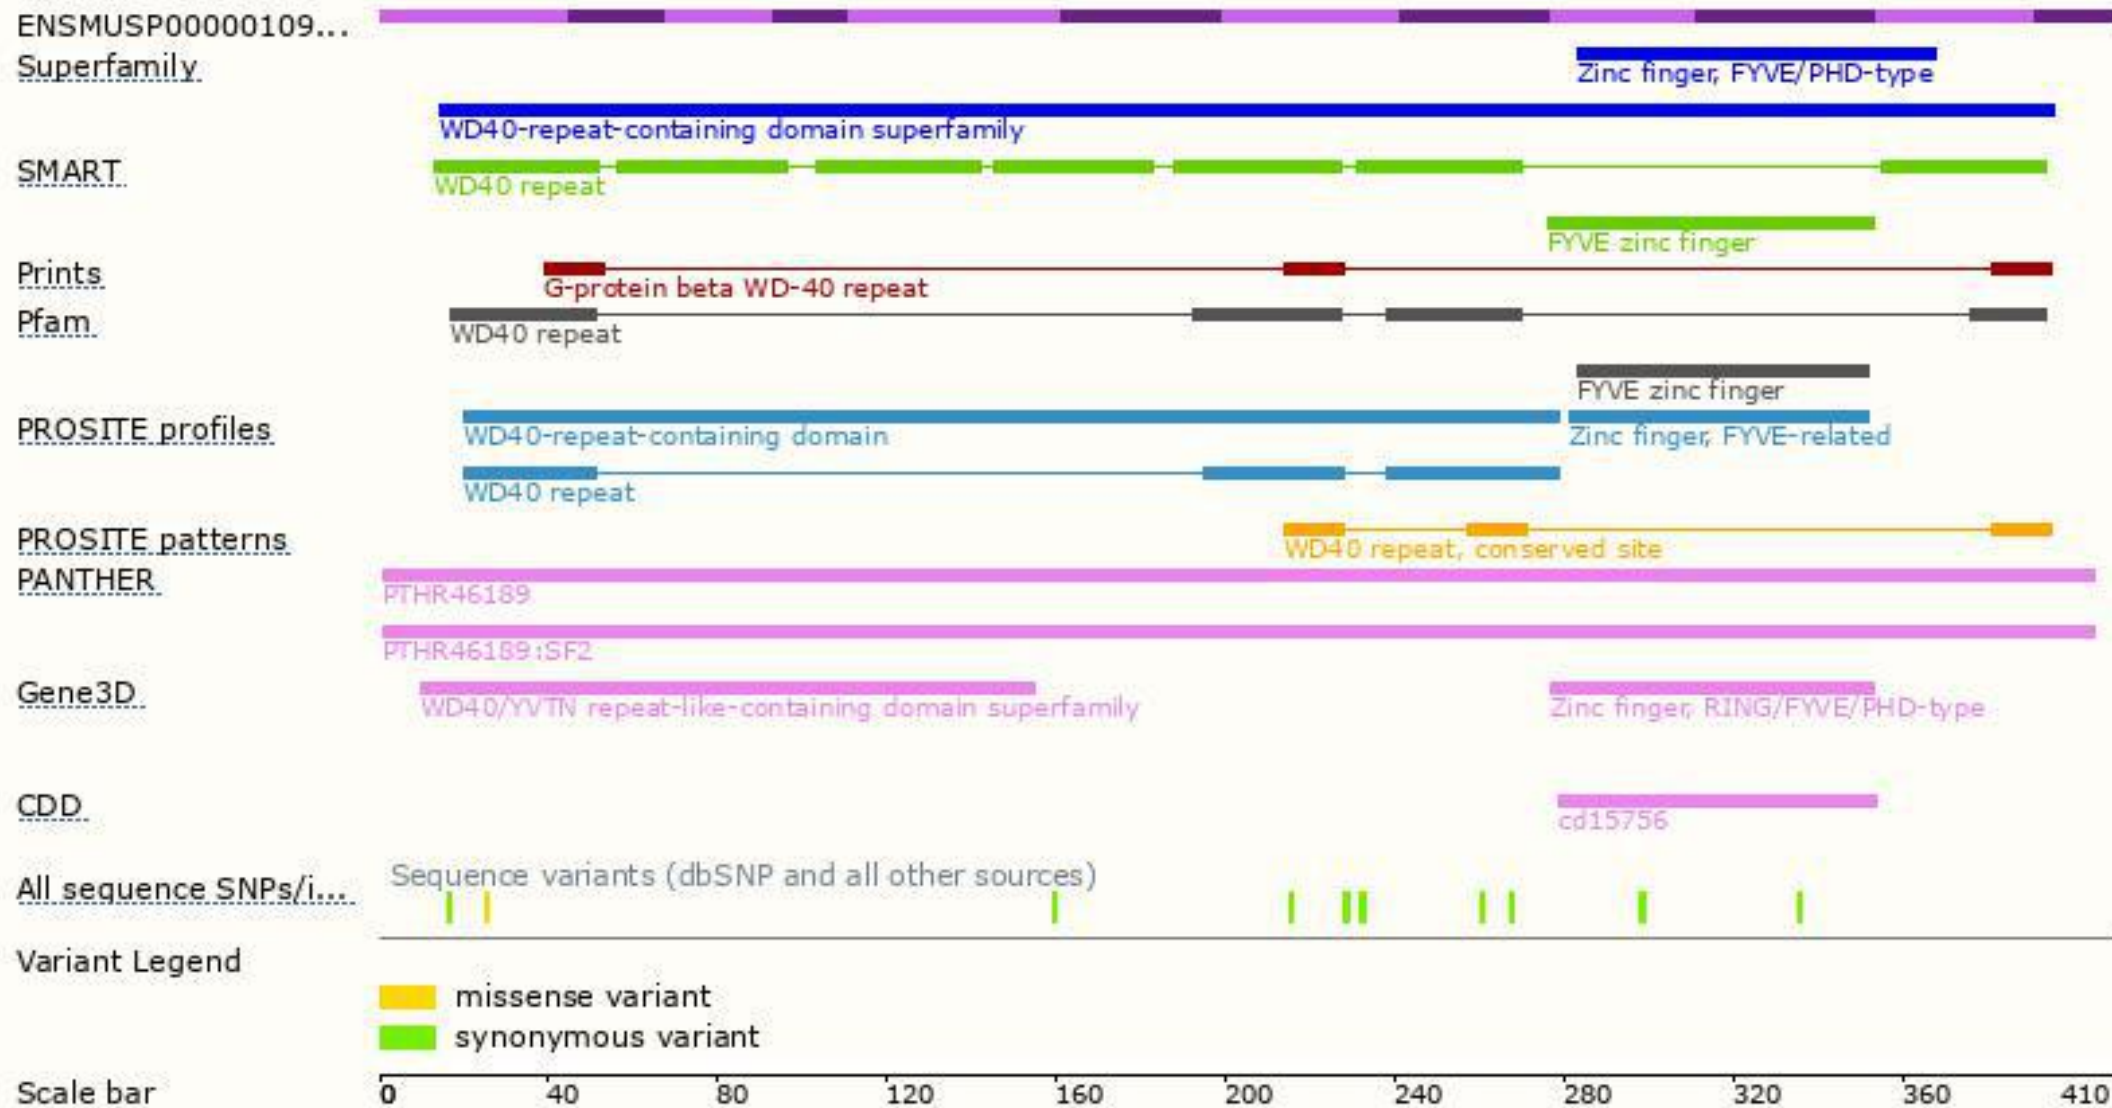 ENSMUSP00000109...
Superfamily
Zinc finger, FYVE/PHD-type
WD40-repeat-containing domain superfamily
SMART
WD40 repeat
FYVE zinc finger
Prints
G-protein beta WD-40 repeat
Pfam
WD40 repeat
FYVE zinc finger
PROSITE profiles
WD40-repeat-containing domain
Zinc finger, FYVE-related
WD40 repeat
PROSITE patterns
WD40 repeat, conserved site
PANTHER
PTHR46189
PTHR46189:SF2
Gene3D
WD40/YVTN repeat-like-containing domain superfamily
Zinc finger, RING/FYVE/PHD-type
CDD
cd15756
Sequence variants (dbSNP and all other sources)
All sequence SNPs/i...
Variant Legend
missense variant
synonymous variant
Scale bar 0 40 80 120 160 200 240 280 320 360 410